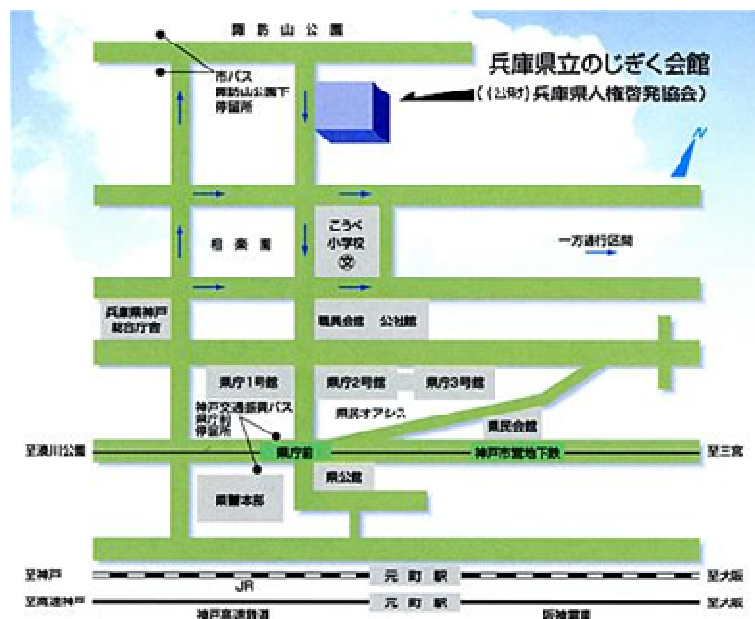 諏訪山公園
兵庫県立のじぎく会館
兵庫県人権啓発協会）
市バス
諏訪山公園下
停留所
N
こうべ
小学校
文
相楽園
一方通行区間
兵庫県神戸
総合庁舎
職員会館 公社館
県庁1号館
県庁2号館
県庁3号館
神戸交通振興バス
県庁前
停留所
県民オアシス
県民会館
至湊川公園
県庁前
神戸市営地下鉄
至三宮
県警本部
県公館
至神戸
JR
元町駅
至大阪
至高速神戸
神戸高速鉄道
元町駅
阪神電車
至大阪